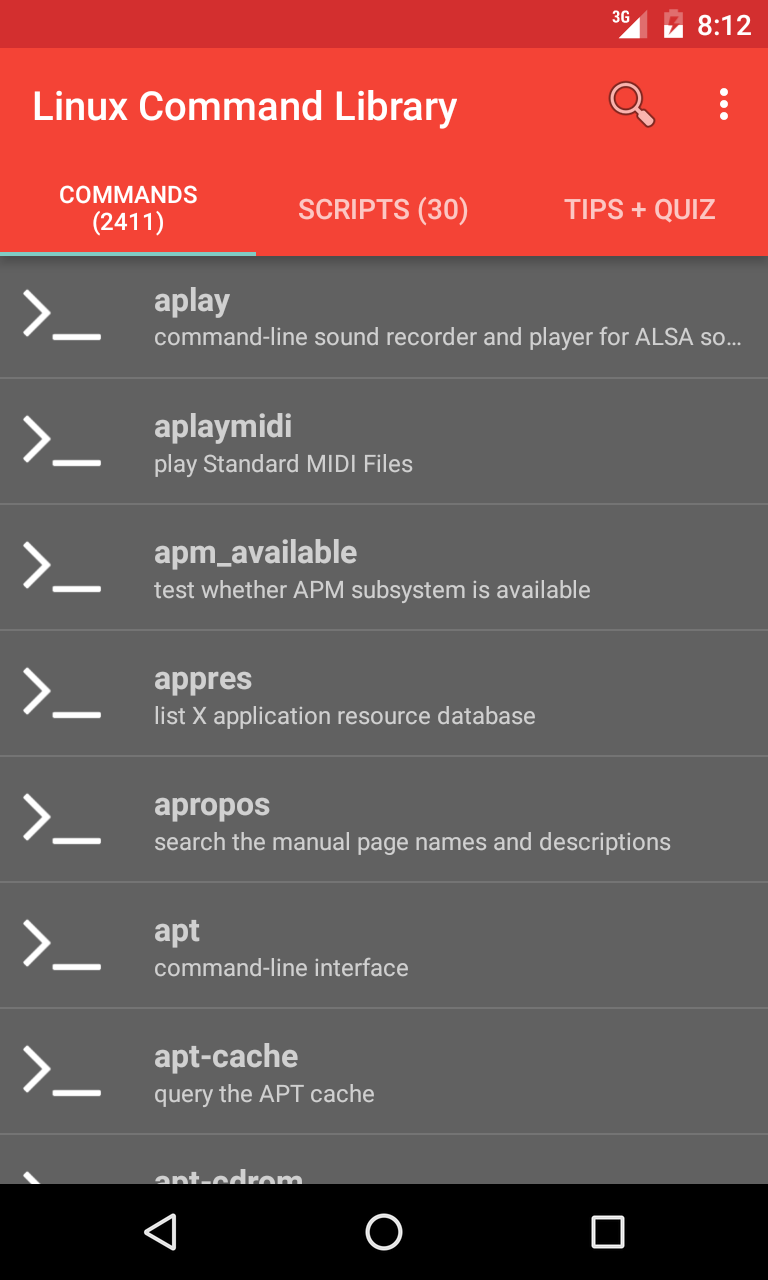 3G 8:12
Linux Command Library
COMMANDS
(2411)
SCRIPTS (30)
TIPS + QUIZ
aplay
command-line sound recorder and player for ALSA so...
aplaymidi
play Standard MIDI Files
apm_available
test whether APM subsystem is available
appres
list X application resource database
apropos
search the manual page names and descriptions
apt
command-line interface
apt-cache
query the APT cache
apt-cdrom